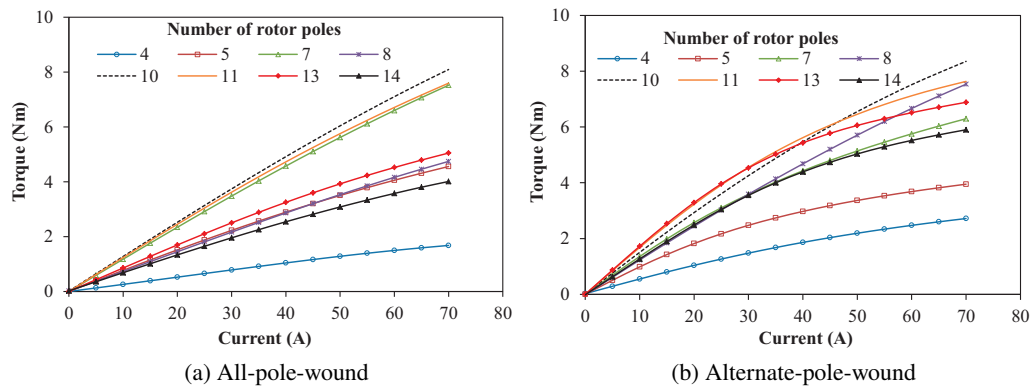 Number of rotor poles
4 5 7 8
10 11 13 14
Torque (Nm)
10
8
6
4
2
0
0 10 20 30 40 50 60 70 80
Current (A)
(a) All-pole-wound
Number of rotor poles
4 5 7 8
10 11 13 14
Torque (Nm)
10
8
6
4
2
0
0 10 20 30 40 50 60 70 80
Current (A)
(b) Alternate-pole-wound